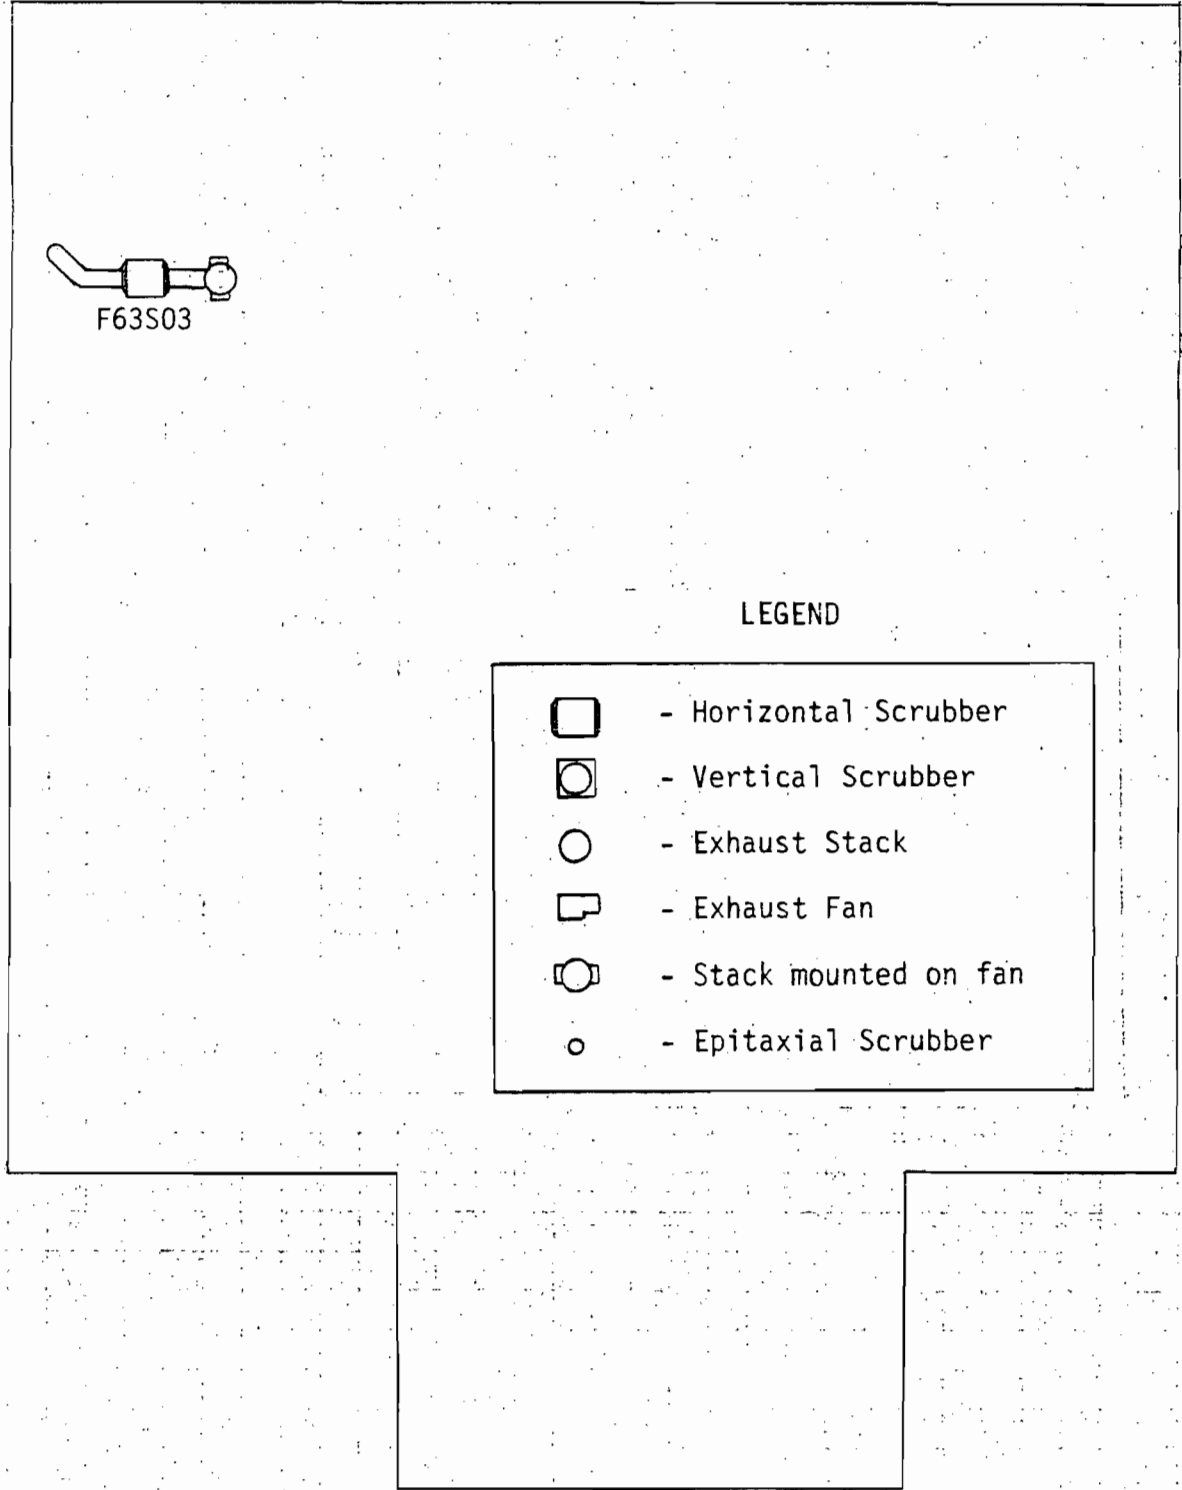 F63S03
LEGEND
- Horizontal Scrubber
- Vertical Scrubber
- Exhaust Stack
- Exhaust Fan
- Stack mounted on fan
- Epitaxial Scrubber